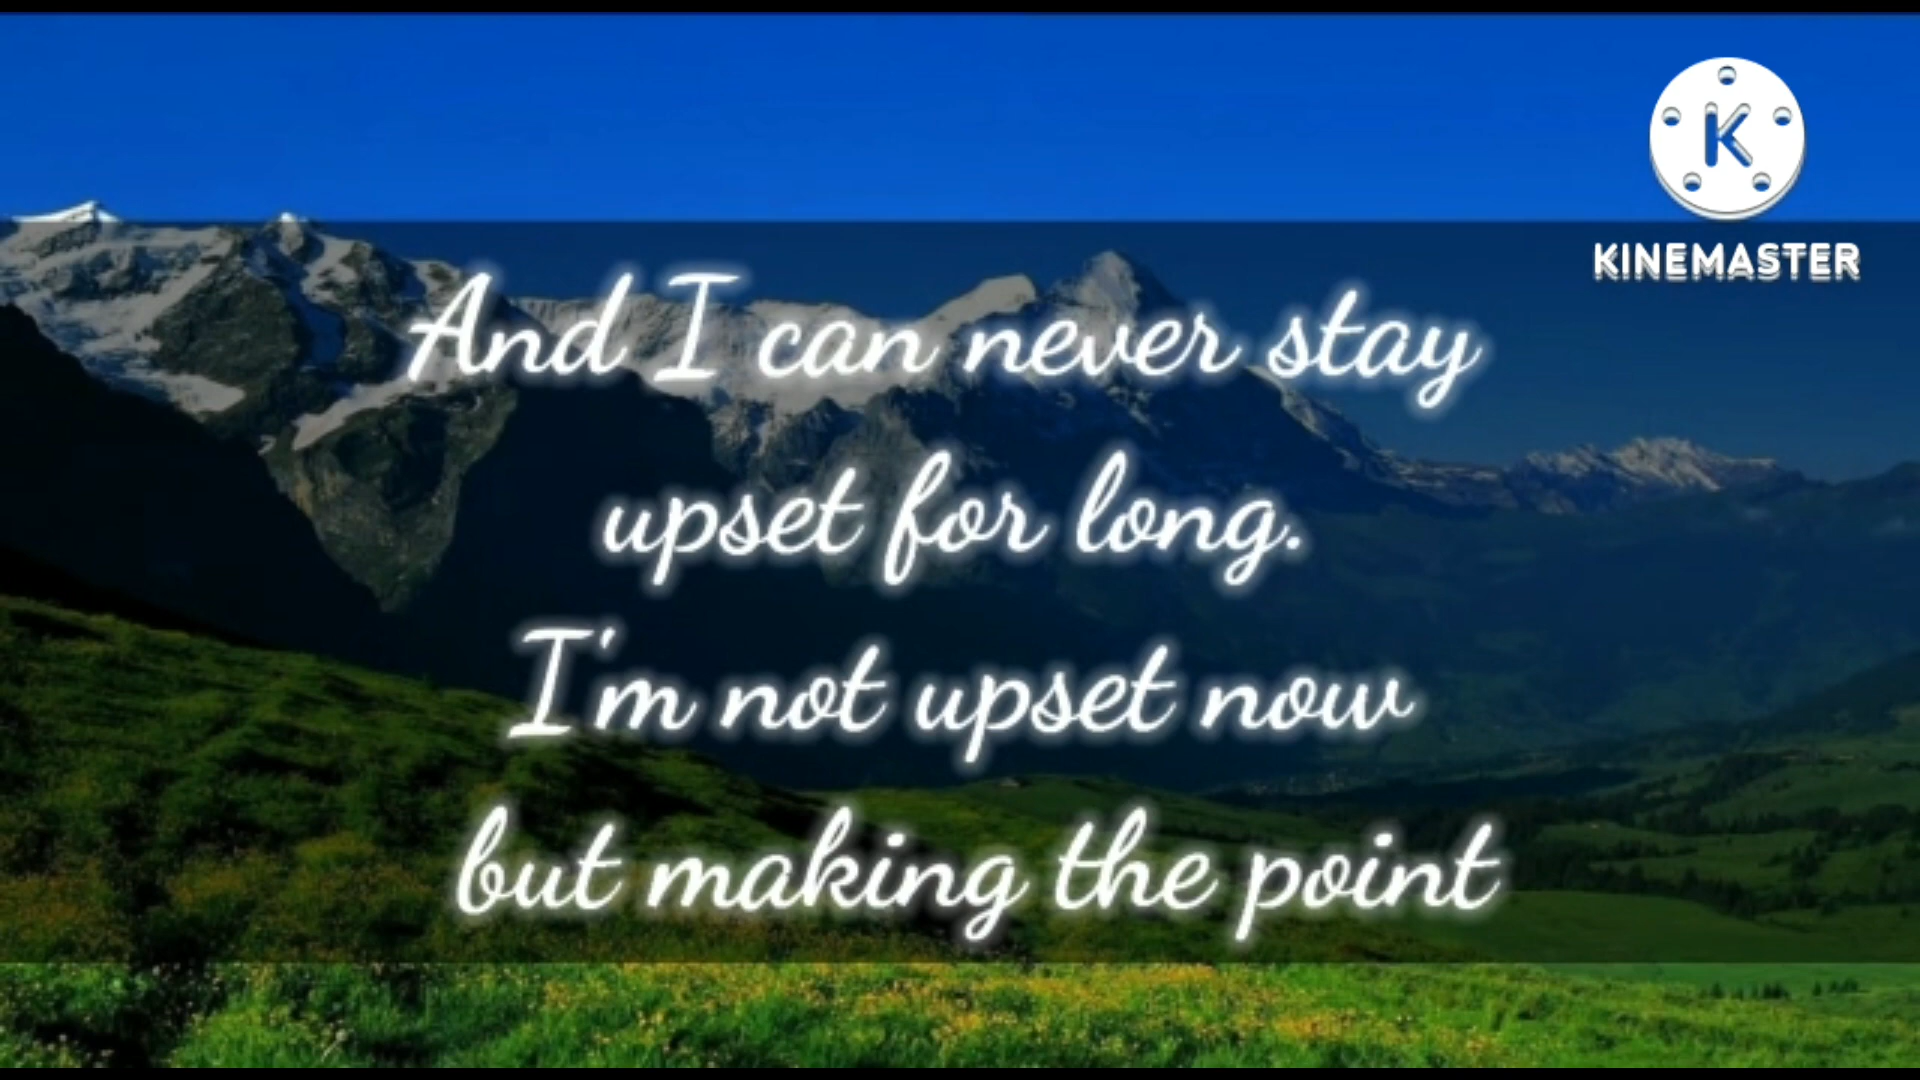 K
KINEMASTER
And I can never stay
upset for long.
I'm not upset now
but making the point